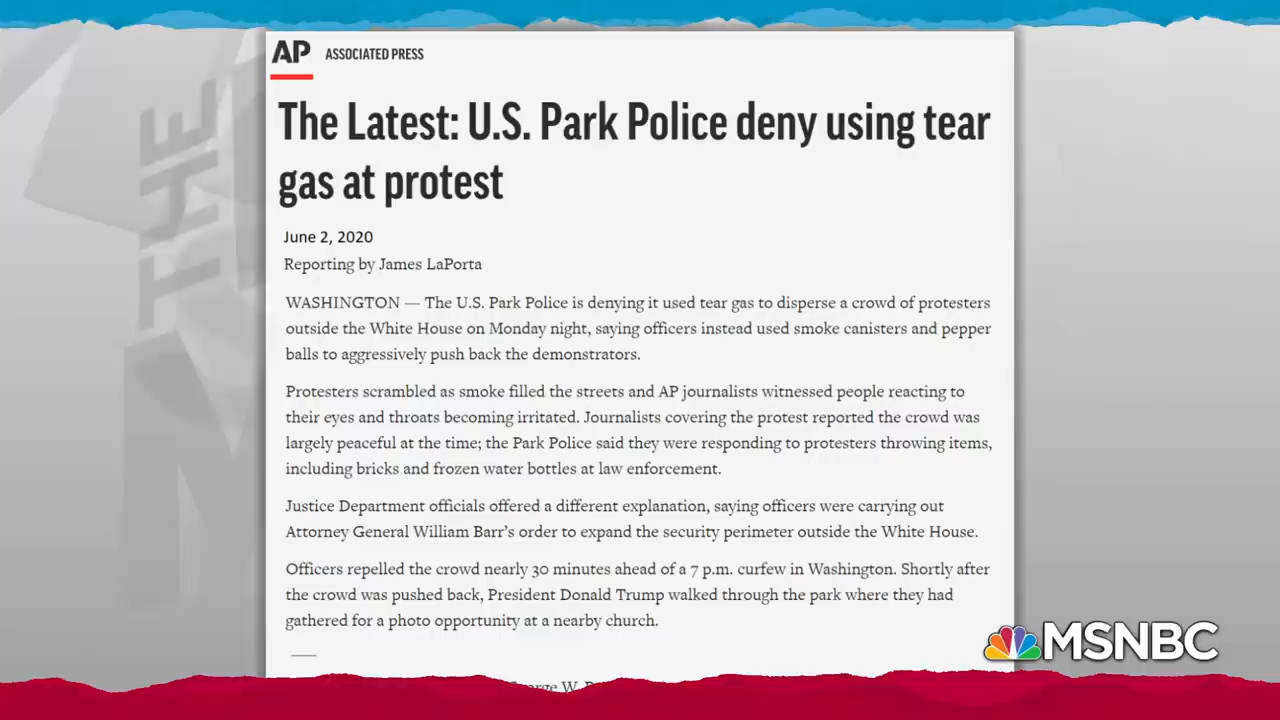 AP ASSOCIATED PRESS
The Latest: U.S. Park Police deny using tear
gas at protest
June 2, 2020
Reporting by James LaPorta
WASHINGTON — The U.S. Park Police is denying it used tear gas to disperse a crowd of protesters
outside the White House on Monday night, saying officers instead used smoke canisters and pepper
balls to aggressively push back the demonstrators.
Protesters scrambled as smoke filled the streets and AP journalists witnessed people reacting to
their eyes and throats becoming irritated. Journalists covering the protest reported the crowd was
largely peaceful at the time; the Park Police said they were responding to protesters throwing items,
including bricks and frozen water bottles at law enforcement.
Justice Department officials offered a different explanation, saying officers were carrying out
Attorney General William Barr’s order to expand the security perimeter outside the White House.
Officers repelled the crowd nearly 30 minutes ahead of a 7 p.m. curfew in Washington. Shortly after
the crowd was pushed back, President Donald Trump walked through the park where they had
gathered for a photo opportunity at a nearby church.
MSNBC
THE